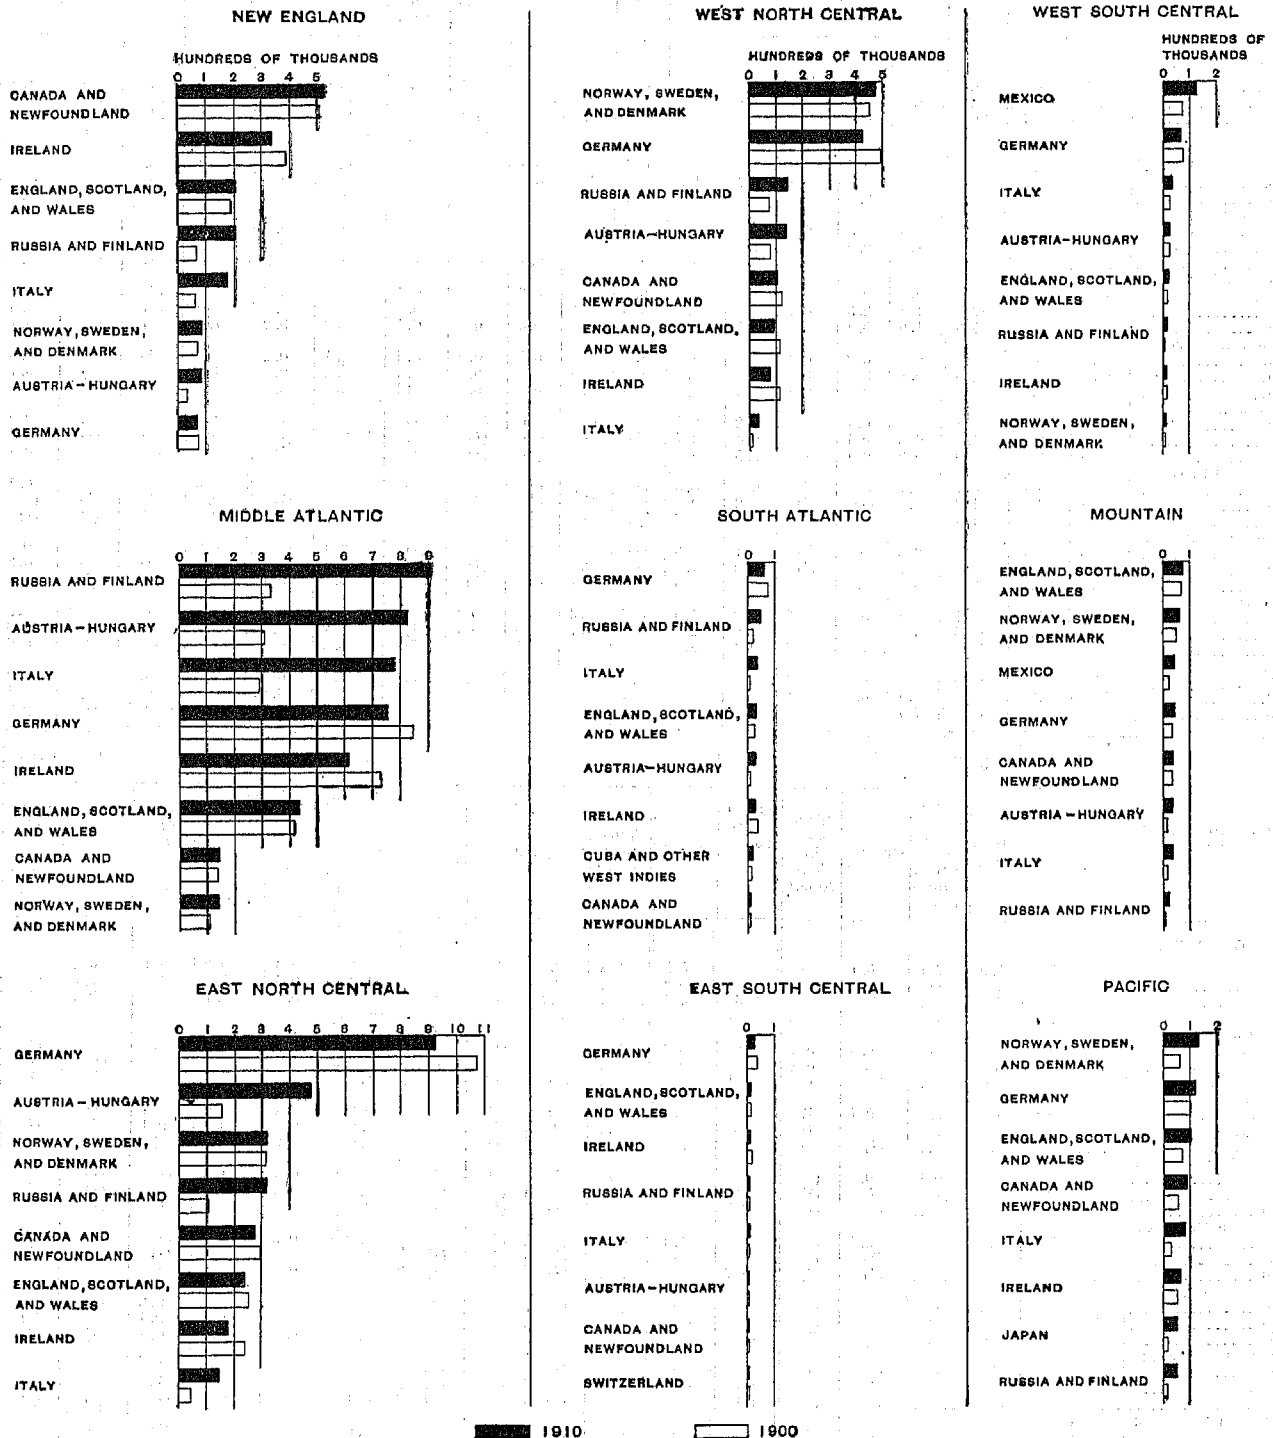 NEW ENGLAND
HUNDREDS OF THOUSANDS
0 1 2 3 4 5
CANADA AND
NEWFOUNDLAND
IRELAND
ENGLAND, SCOTLAND,
AND WALES
RUSSIA AND FINLAND
ITALY
NORWAY, SWEDEN,
AND DENMARK
AUSTRIA-HUNGARY
GERMANY
MIDDLE ATLANTIC
0 1 2 3 4 5 6 7 8 9
RUSSIA AND FINLAND
AUSTRIA-HUNGARY
ITALY
GERMANY
IRELAND
ENGLAND, SCOTLAND,
AND WALES
CANADA AND
NEWFOUNDLAND
NORWAY, SWEDEN,
AND DENMARK
EAST NORTH CENTRAL
0 1 2 3 4 5 6 7 8 9 10 11
GERMANY
AUSTRIA-HUNGARY
NORWAY, SWEDEN,
AND DENMARK
RUSSIA AND FINLAND
CANADA AND
NEWFOUNDLAND
ENGLAND, SCOTLAND,
AND WALES
IRELAND
ITALY
WEST NORTH CENTRAL
HUNDREDS OF THOUSANDS
0 1 2 3 4 5
NORWAY, SWEDEN,
AND DENMARK
GERMANY
RUSSIA AND FINLAND
AUSTRIA-HUNGARY
CANADA AND
NEWFOUNDLAND
ENGLAND, SCOTLAND,
AND WALES
IRELAND
ITALY
SOUTH ATLANTIC
0 1
GERMANY
RUSSIA AND FINLAND
ITALY
ENGLAND, SCOTLAND,
AND WALES
AUSTRIA-HUNGARY
IRELAND
CUBA AND OTHER
WEST INDIES
CANADA AND
NEWFOUNDLAND
EAST SOUTH CENTRAL
0 1
GERMANY
ENGLAND, SCOTLAND,
AND WALES
IRELAND
RUSSIA AND FINLAND
ITALY
AUSTRIA-HUNGARY
CANADA AND
NEWFOUNDLAND
SWITZERLAND
WEST SOUTH CENTRAL
HUNDREDS OF
THOUSANDS
0 1 2
MEXICO
GERMANY
ITALY
AUSTRIA-HUNGARY
ENGLAND, SCOTLAND,
AND WALES
RUSSIA AND FINLAND
IRELAND
NORWAY, SWEDEN,
AND DENMARK
MOUNTAIN
0 1
ENGLAND, SCOTLAND,
AND WALES
NORWAY, SWEDEN,
AND DENMARK
MEXICO
GERMANY
CANADA AND
NEWFOUNDLAND
AUSTRIA-HUNGARY
ITALY
RUSSIA AND FINLAND
PACIFIC
0 1 2
NORWAY, SWEDEN,
AND DENMARK
GERMANY
ENGLAND, SCOTLAND,
AND WALES
CANADA AND
NEWFOUNDLAND
ITALY
IRELAND
JAPAN
RUSSIA AND FINLAND
1910 1900